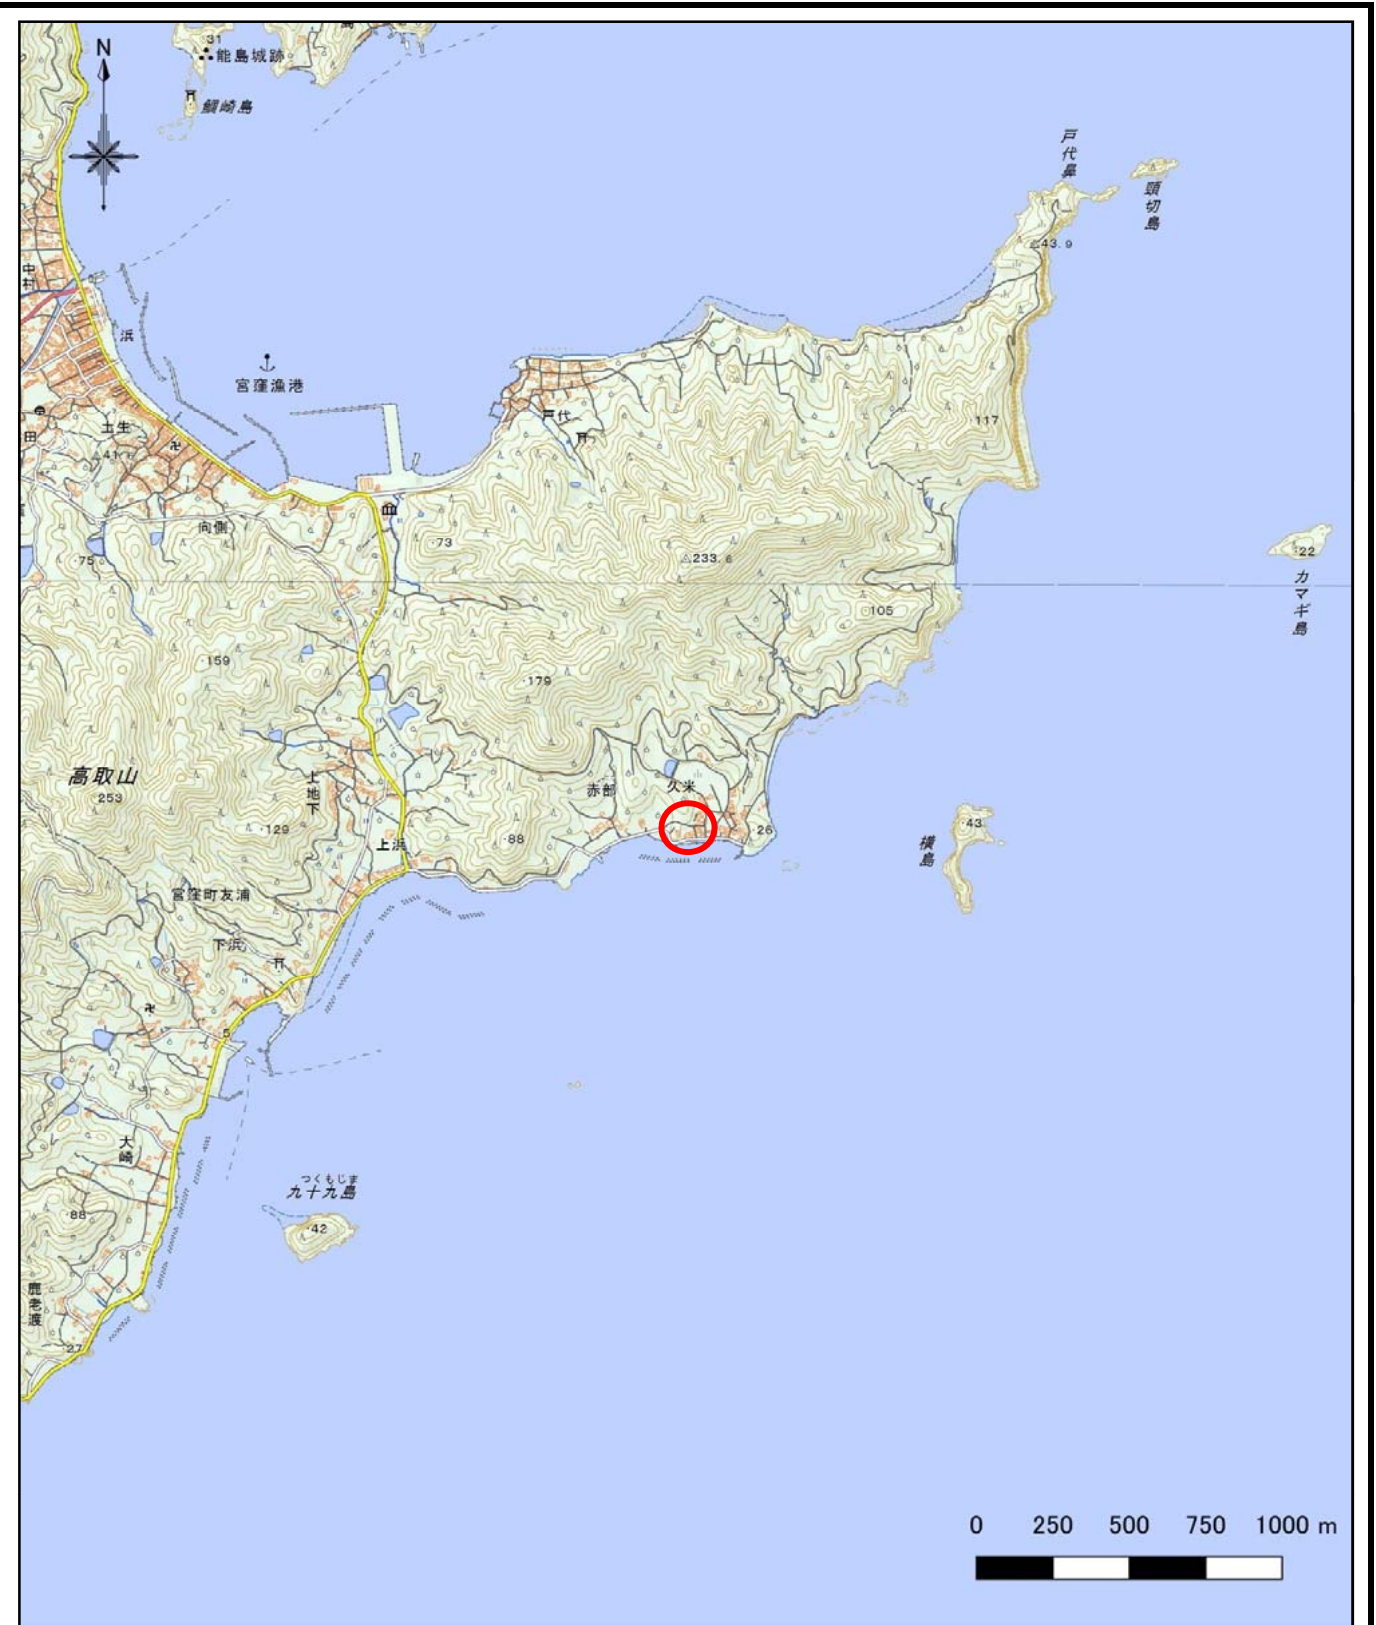 31
能島城跡
N
鯛崎島
戸代鼻
頭切島
43.9
中村
浜
宮窪漁港
戸代
土生
田
117
向側
73
75
233.6
22
カマギ島
105
159
179
高取山
253
上地下
赤部
久米
129
88
26
43
横島
上浜
宮窪町友浦
下浜
5
大崎
つくもじま
九十九島
42
88
鹿老渡
27
0 250 500 750 1000 m